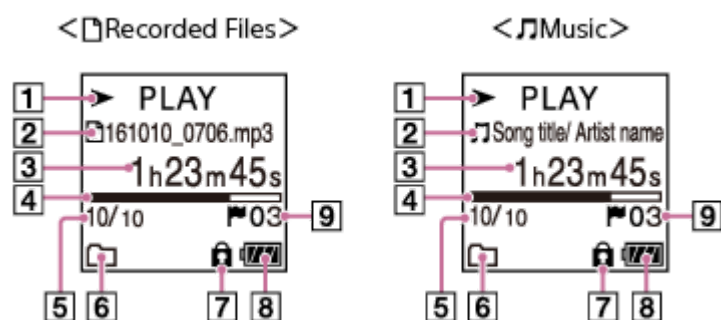 <Recorded Files>
<Music>
1
PLAY
2
161010_0706.mp3
3
1h23m45s
4
10/10
03
9
5
6
7
8
1
PLAY
2
Song title/ Artist name
3
1h23m45s
4
10/10
03
9
5
6
7
8